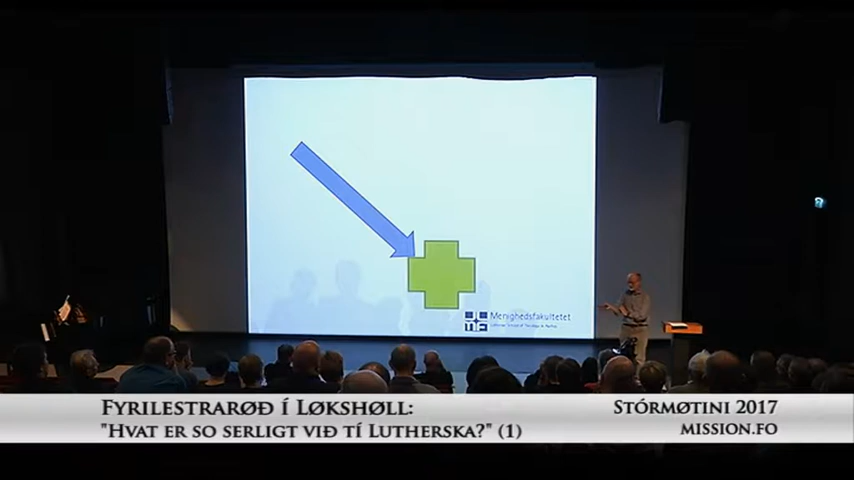 Menighedsfakultetet
FYRILESTRARØÐ Í LØKSHØLL:
"HVAT ER SO SERLIGT VIÐ TÍ LUTHERSKA?" (1)
STÓRMØTINI 2017
MISSION.FO